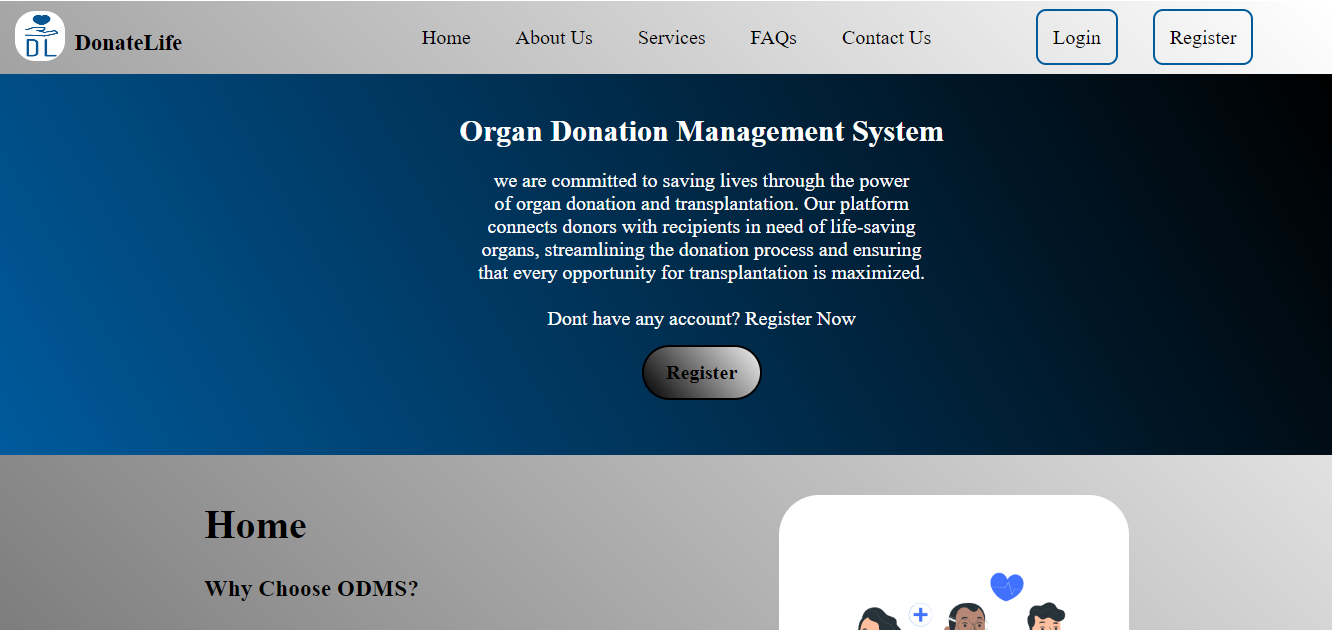 DL
DonateLife
Home
About Us
Services
FAQs
Contact Us
Login
Register
Organ Donation Management System
we are committed to saving lives through the power
of organ donation and transplantation. Our platform
connects donors with recipients in need of life-saving
organs, streamlining the donation process and ensuring
that every opportunity for transplantation is maximized.
Dont have any account? Register Now
Register
Home
Why Choose ODMS?